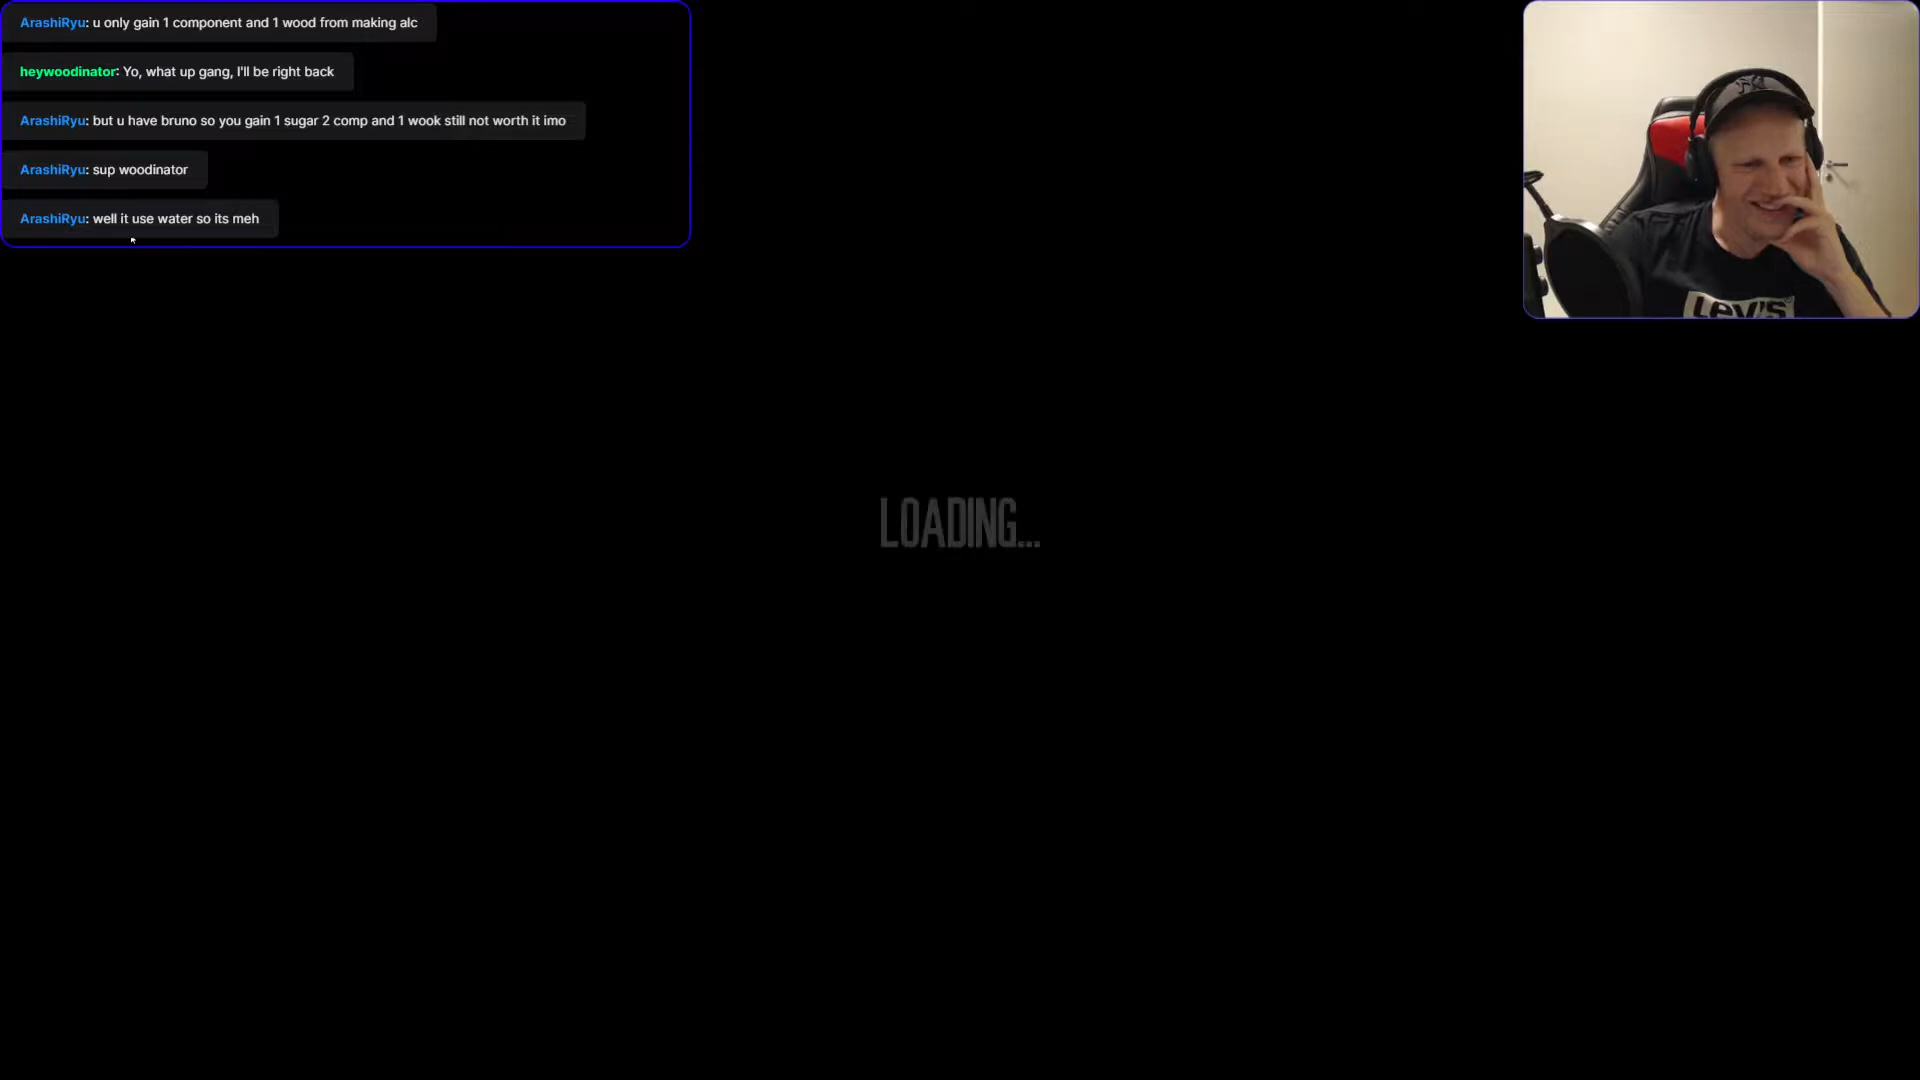 ArashiRyu: u only gain 1 component and 1 wood from making alc
heywoodinator: Yo, what up gang, I'll be right back
ArashiRyu: but u have bruno so you gain 1 sugar 2 comp and 1 wook still not worth it imo
ArashiRyu: sup woodinator
ArashiRyu: well it use water so its meh
LEVI'S
LOADING...